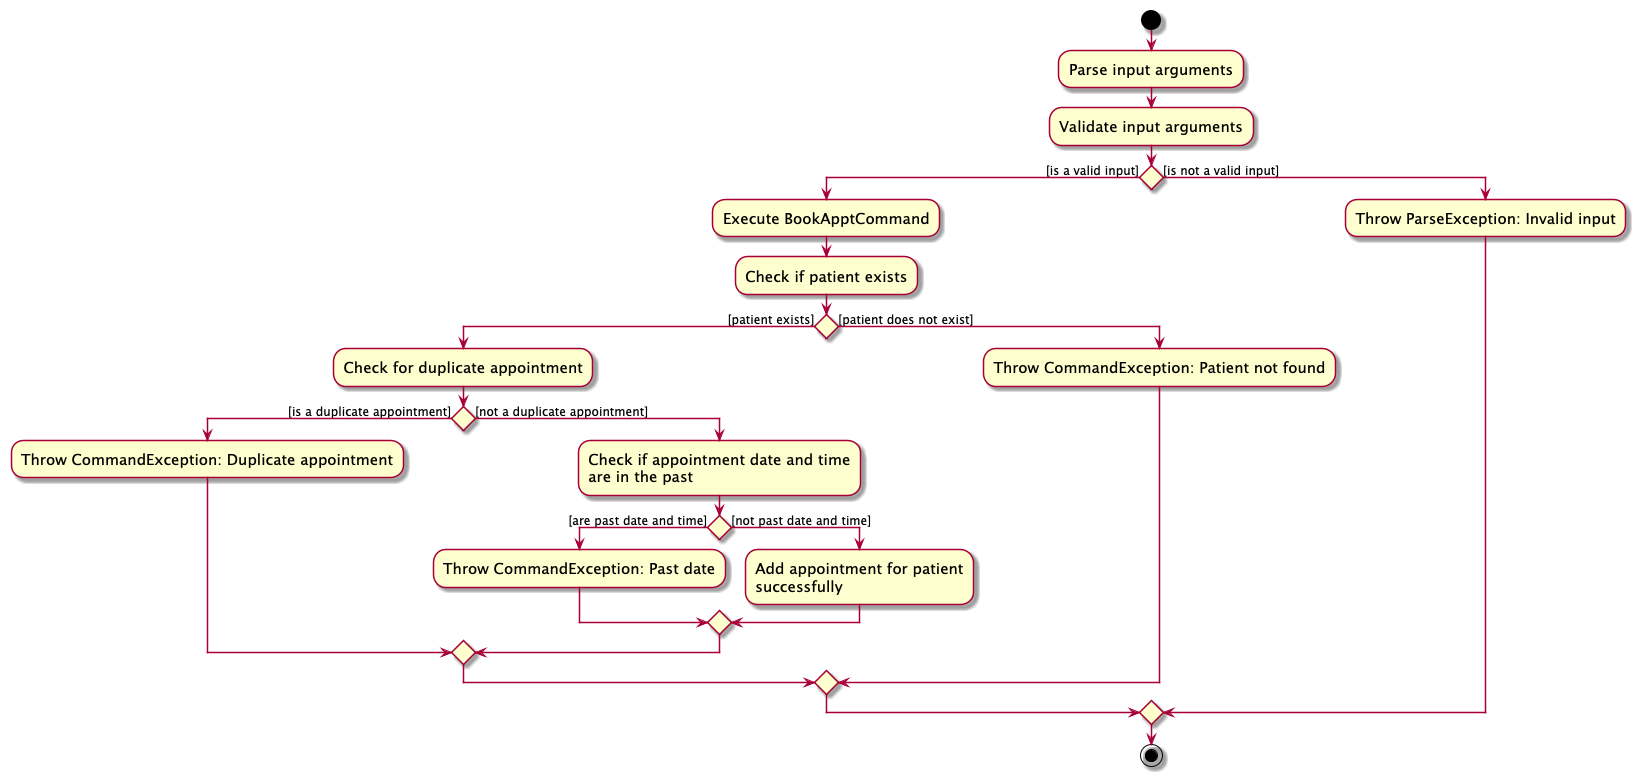 Parse input arguments
Validate input arguments
[is a valid input]
[is not a valid input]
Execute BookApptCommand
Throw ParseException: Invalid input
Check if patient exists
[patient exists]
[patient does not exist]
Check for duplicate appointment
Throw CommandException: Patient not found
[is a duplicate appointment]
[not a duplicate appointment]
Throw CommandException: Duplicate appointment
Check if appointment date and time
are in the past
[are past date and time]
[not past date and time]
Throw CommandException: Past date
Add appointment for patient
successfully